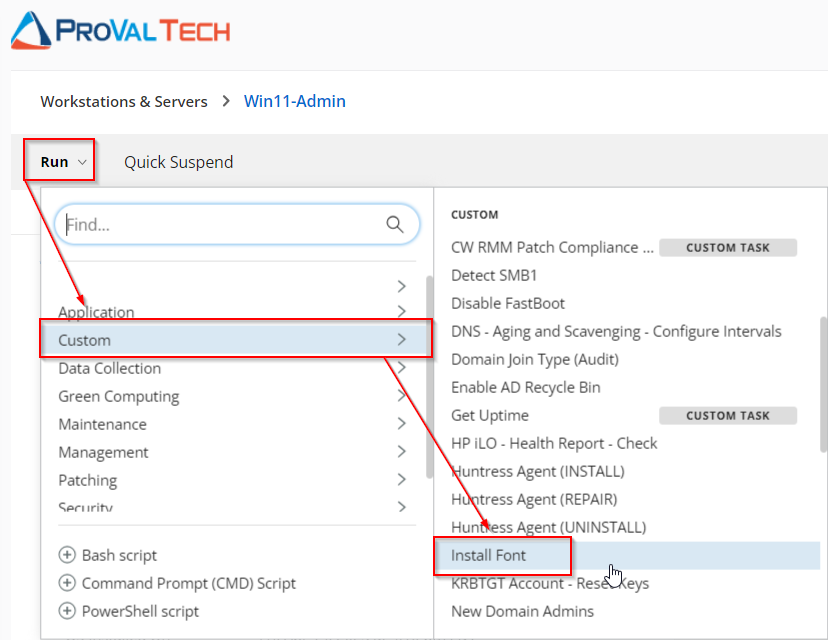 PROVAL TECH
Workstations & Servers > Win11-Admin
Run Quick Suspend
Find...
Application
Custom
Data Collection
Green Computing
Maintenance
Management
Patching
Security
Bash script
Command Prompt (CMD) Script
PowerShell script
CUSTOM
CW RMM Patch Compliance ... CUSTOM TASK
Detect SMB1
Disable FastBoot
DNS - Aging and Scavenging - Configure Intervals
Domain Join Type (Audit)
Enable AD Recycle Bin
Get Uptime CUSTOM TASK
HP iLO - Health Report - Check
Huntress Agent (INSTALL)
Huntress Agent (REPAIR)
Huntress Agent (UNINSTALL)
Install Font
KRBTGT Account - Reset Keys
New Domain Admins